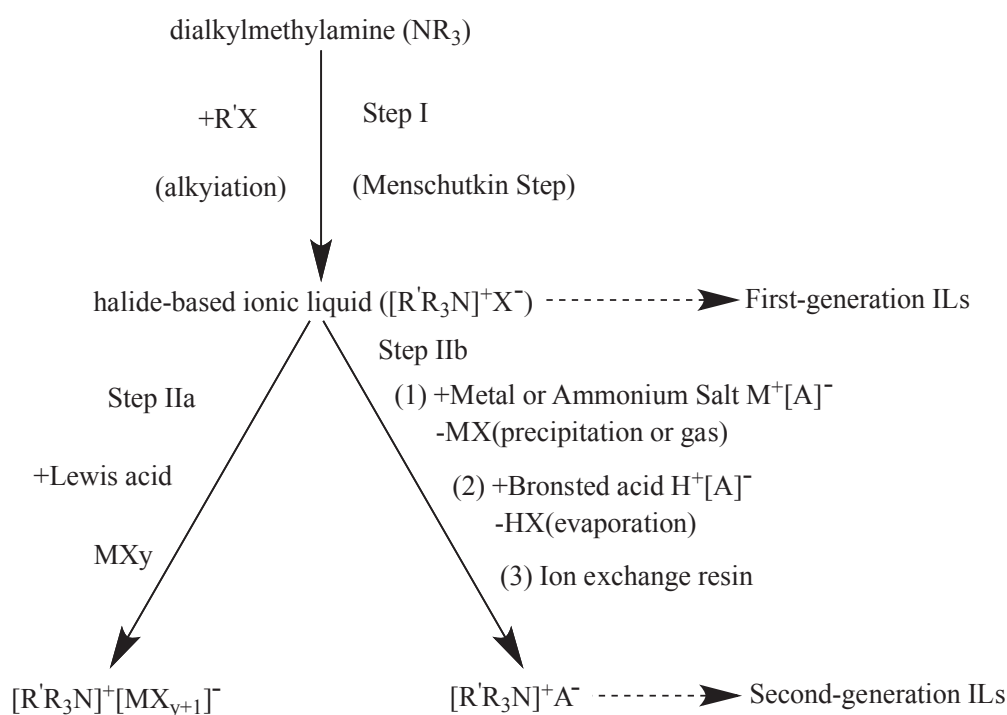 dialkylmethylamine (NR₃)
+R'X
Step I
(alkyiation)
(Menschutkin Step)
halide-based ionic liquid ([R'R₃N]⁺X⁻)
First-generation ILs
Step IIb
Step IIa
(1) +Metal or Ammonium Salt M⁺[A]⁻
-MX(precipitation or gas)
+Lewis acid
(2) +Bronsted acid H⁺[A]⁻
-HX(evaporation)
MXy
(3) Ion exchange resin
[R'R₃N]⁺[MXᵧ₊₁]⁻
[R'R₃N]⁺A⁻
Second-generation ILs